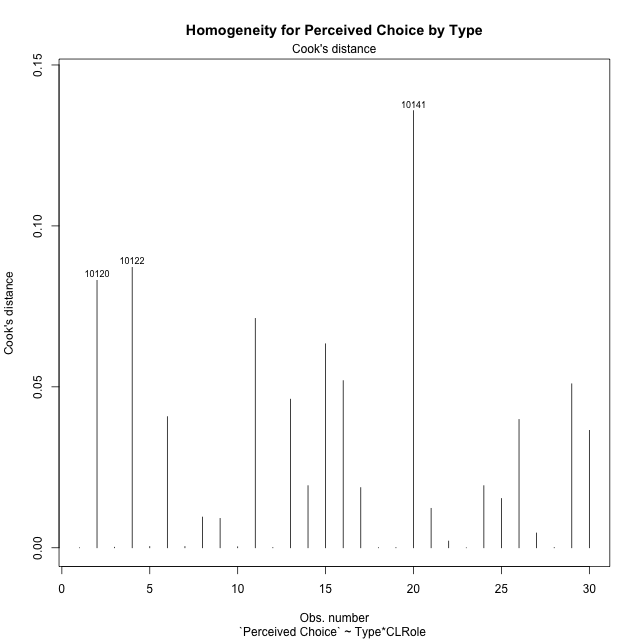 Homogeneity for Perceived Choice by Type
Cook's distance
0.15
10141
0.10
10122
10120
Cook's distance
0.05
0.00
0 5 10 15 20 25 30
Obs. number
`Perceived Choice` ~ Type*CLRole